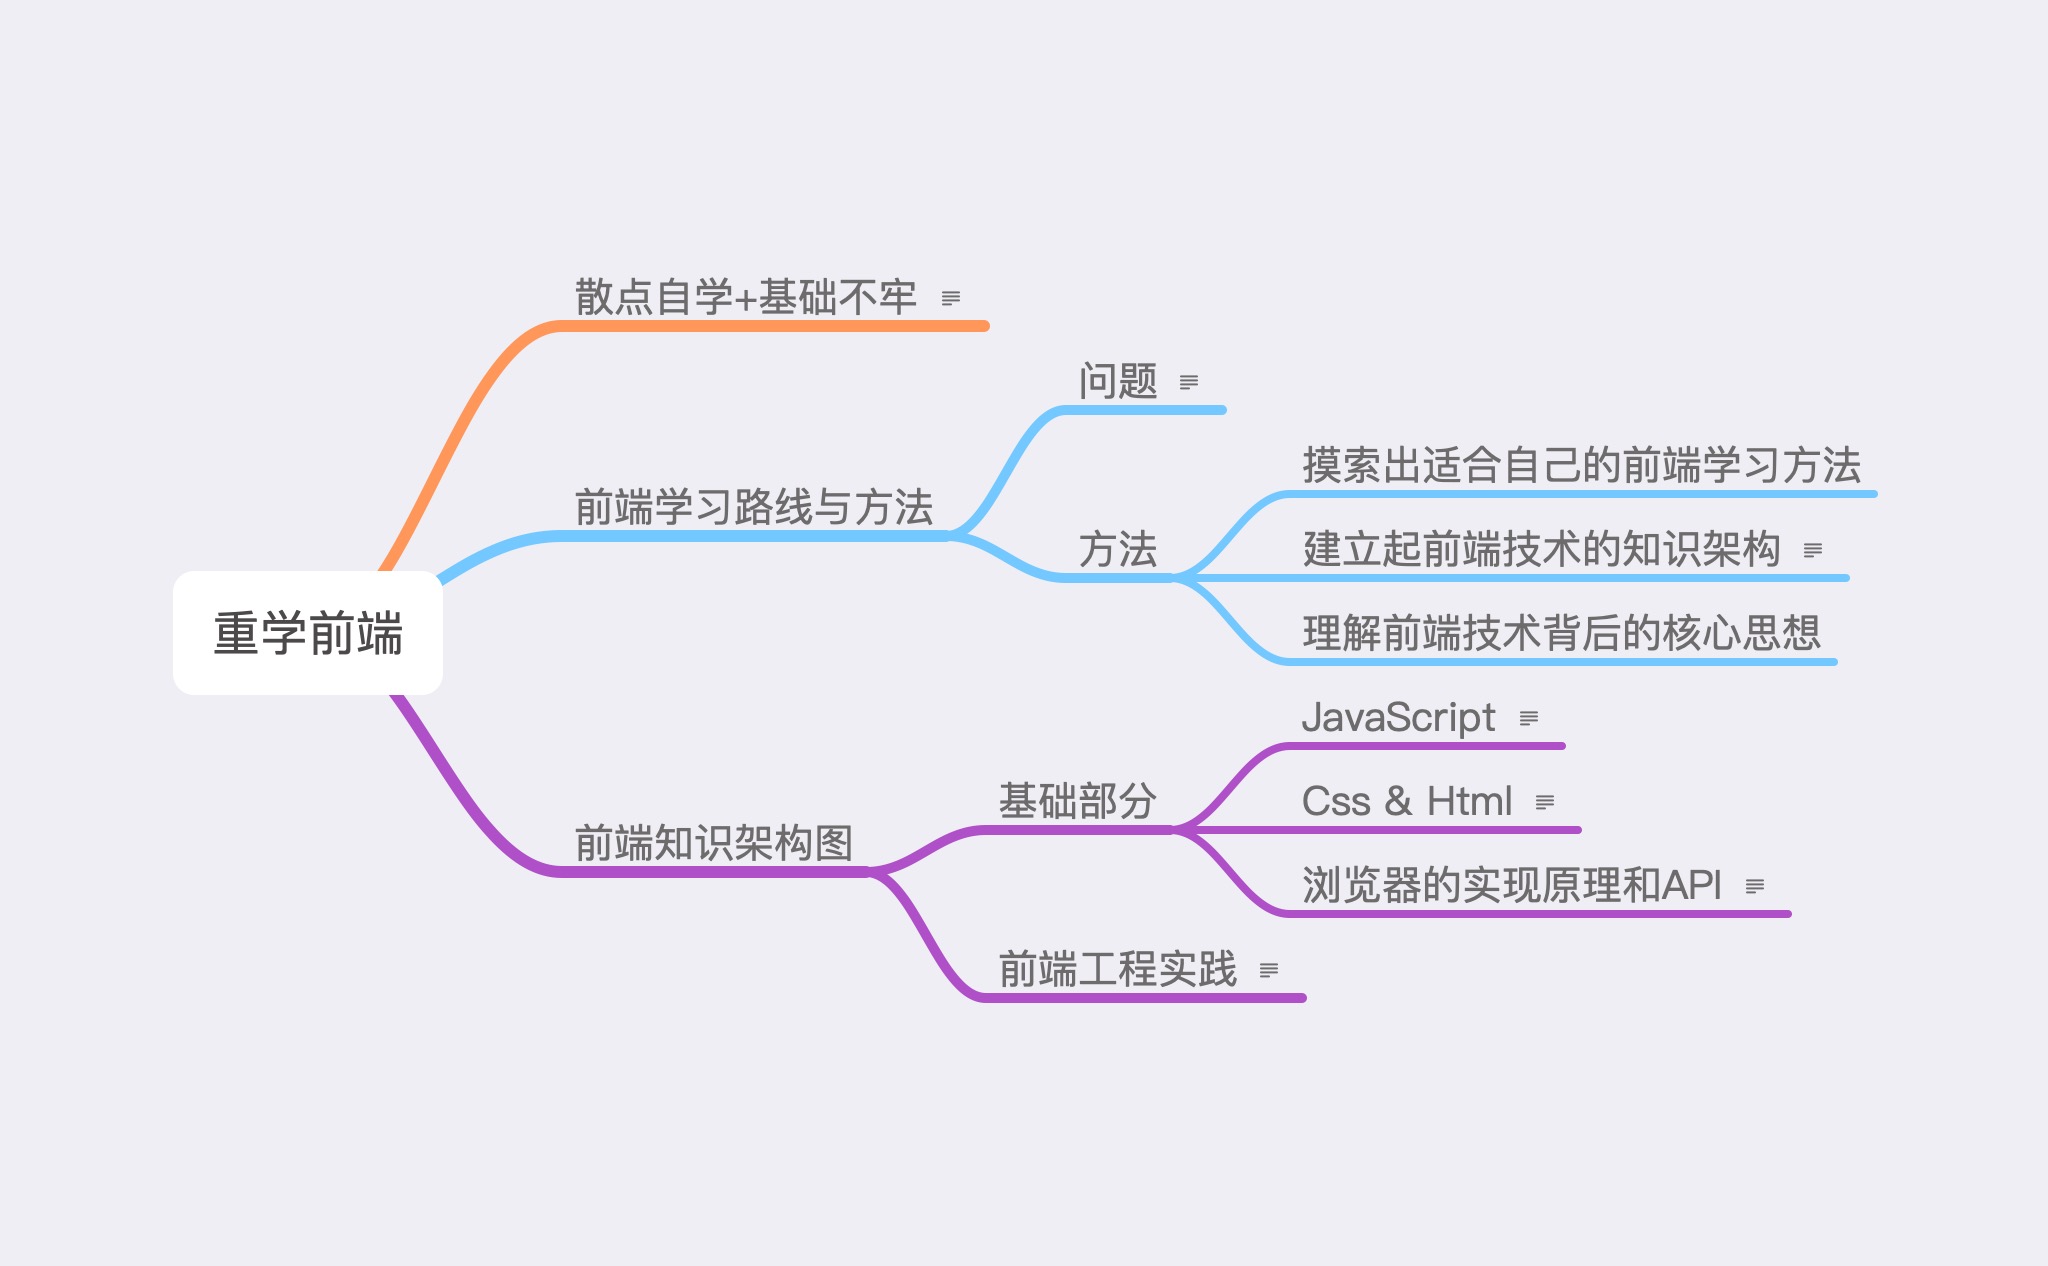 重学前端
散点自学+基础不牢
前端学习路线与方法
问题
方法
摸索出适合自己的前端学习方法
建立起前端技术的知识架构
理解前端技术背后的核心思想
前端知识架构图
基础部分
JavaScript
Css & Html
浏览器的实现原理和API
前端工程实践